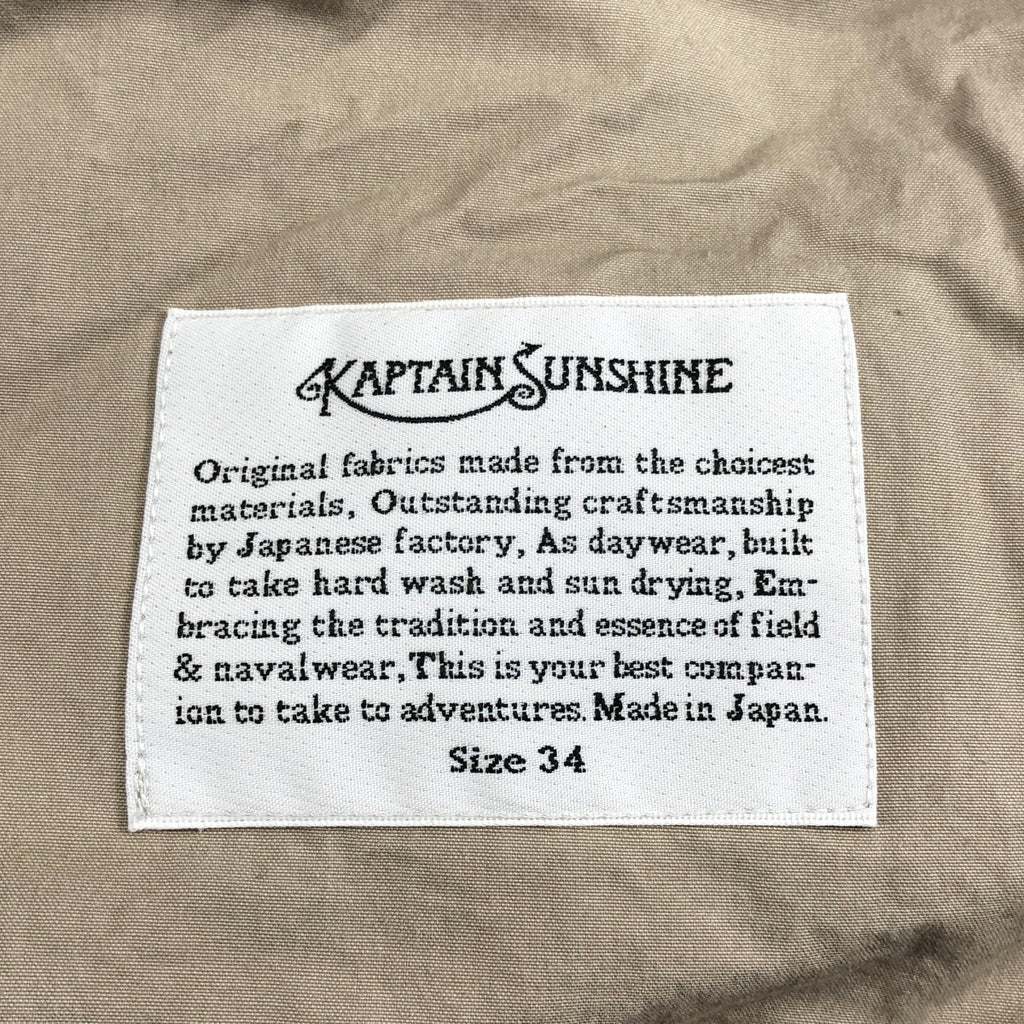 KAPTAIN SUNSHINE
Original fabrics made from the choicest
materials, Outstanding craftsmanship
by Japanese factory, As daywear, built
to take hard wash and sun drying, Em-
bracing the tradition and essence of field
& navalwear, This is your best compan-
ion to take to adventures. Made in Japan.
Size 34